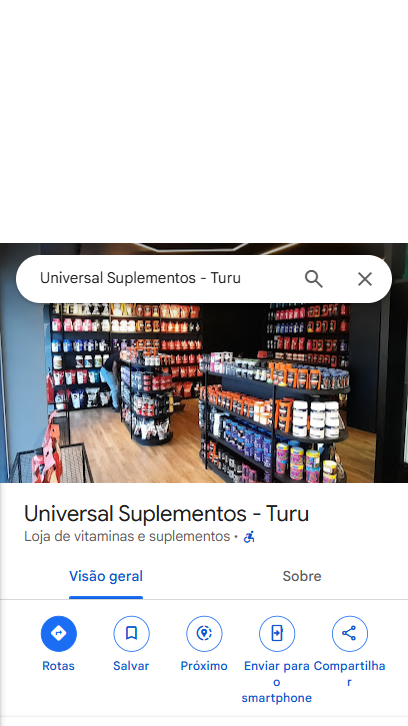 Universal Suplementos - Turu
Universal Suplementos - Turu
Loja de vitaminas e suplementos ·
Visão geral
Sobre
Rotas
Salvar
Próximo
Enviar para
o
smartphone
Compartilha
r